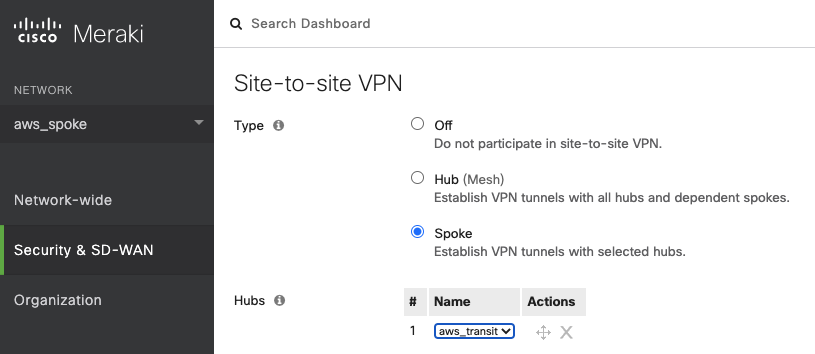 CISCO Meraki
Search Dashboard
NETWORK
aws_spoke
Network-wide
Security & SD-WAN
Organization
Site-to-site VPN
Type
Off
Do not participate in site-to-site VPN.
Hub (Mesh)
Establish VPN tunnels with all hubs and dependent spokes.
Spoke
Establish VPN tunnels with selected hubs.
Hubs
# Name Actions
1 aws_transit